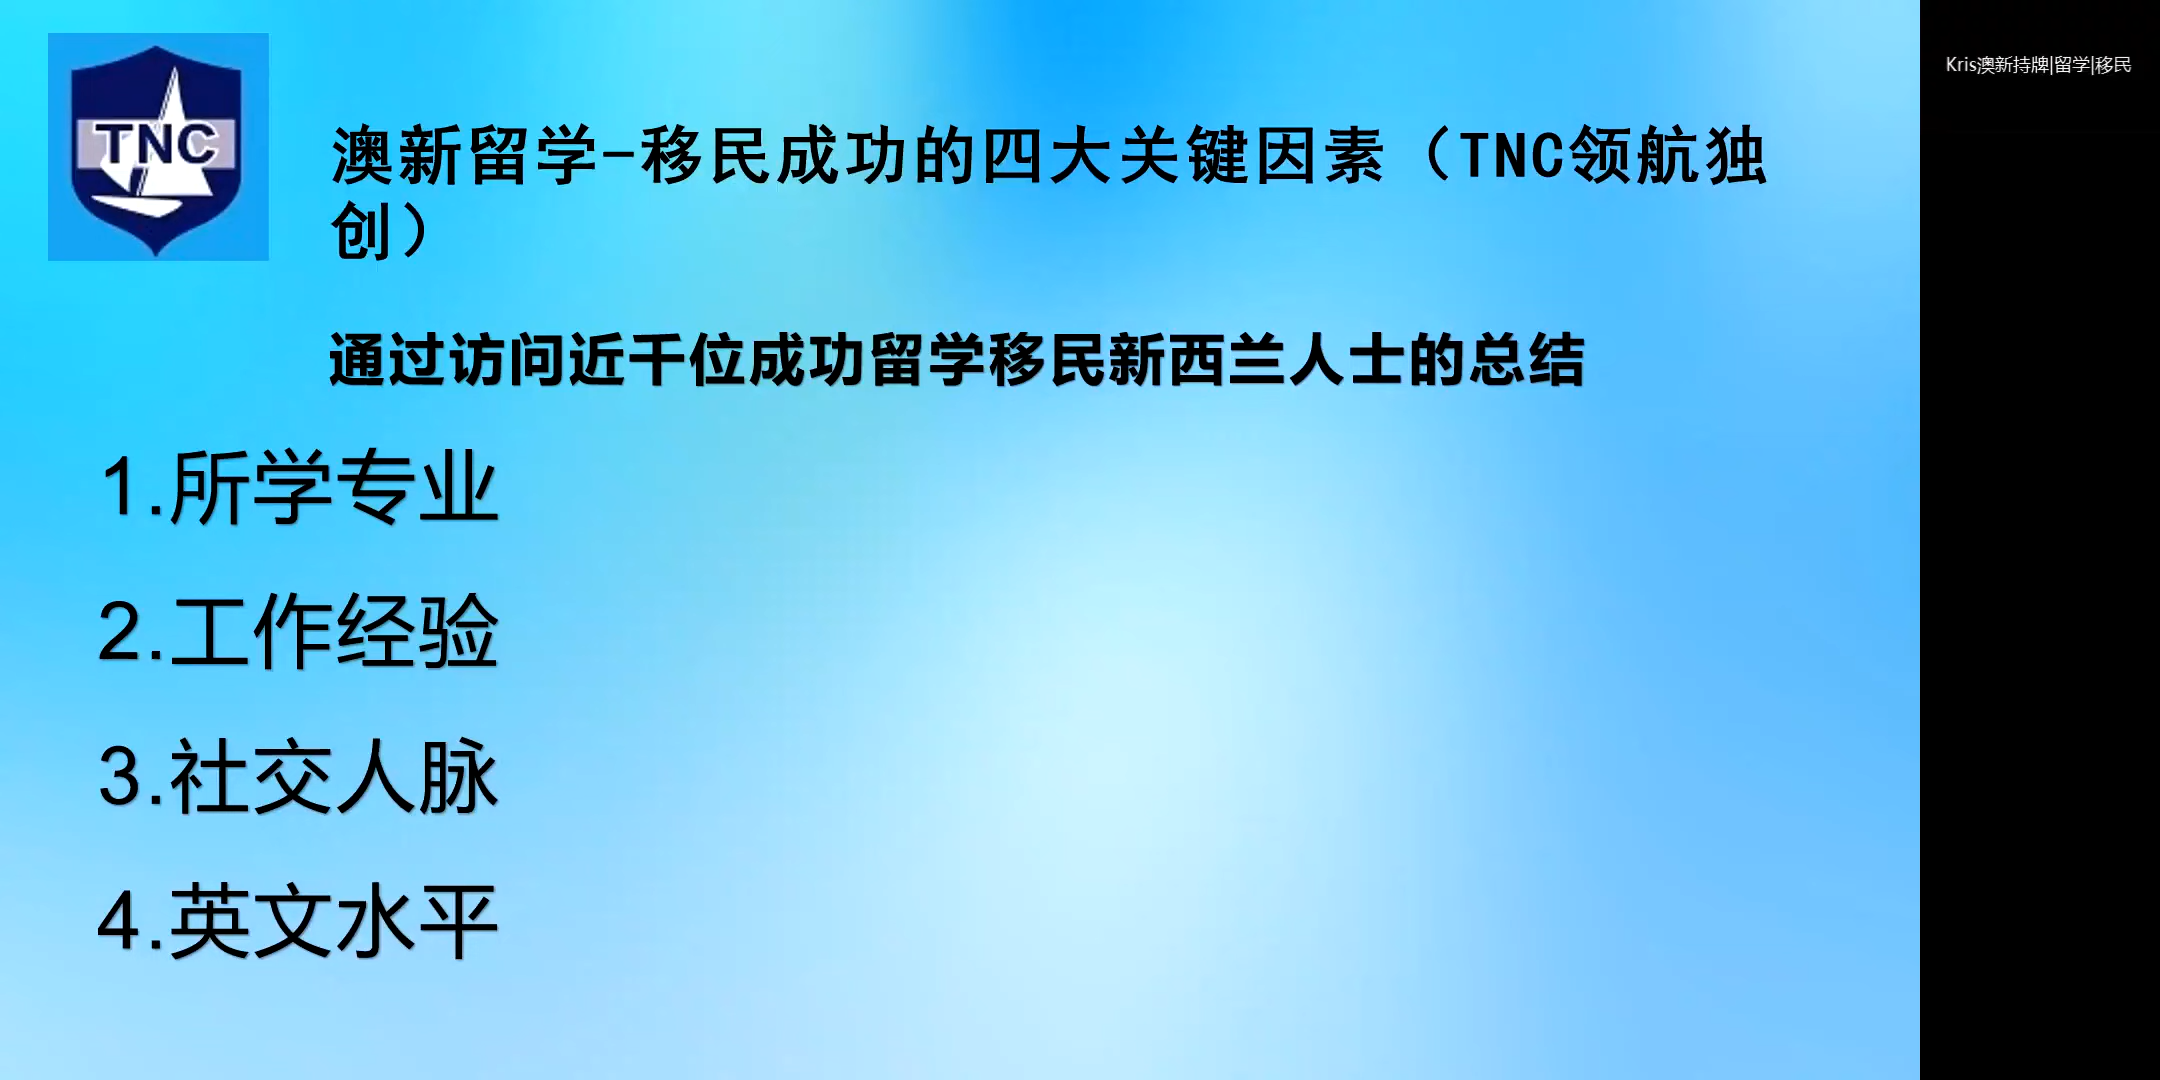 TNC
Kris澳新持牌|留学|移民
澳新留学-移民成功的四大关键因素（TNC领航独
创）
通过访问近千位成功留学移民新西兰人士的总结
1.所学专业
2.工作经验
3.社交人脉
4.英文水平